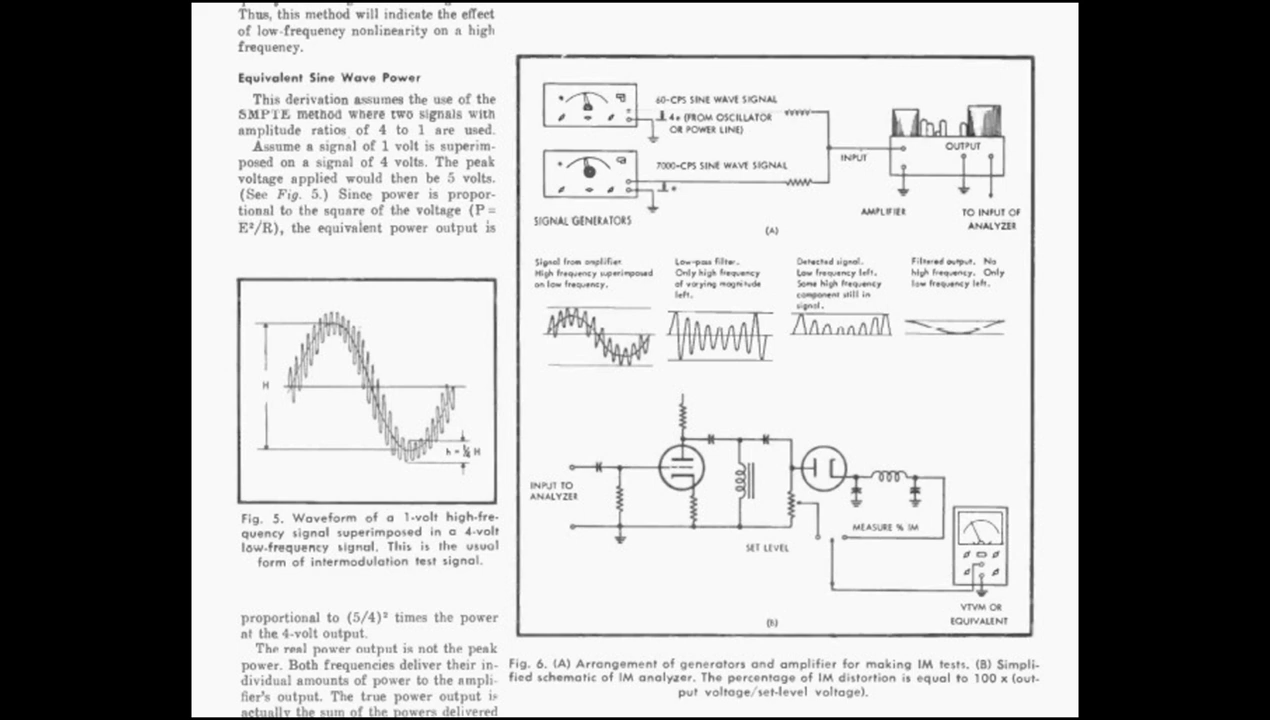 Thus, this method will indicate the effect
of low-frequency nonlinearity on a high
frequency.
Equivalent Sine Wave Power
This derivation assumes the use of the
SMPTE method where two signals with
amplitude ratios of 4 to 1 are used.
Assume a signal of 1 volt is superim-
posed on a signal of 4 volts. The peak
voltage applied would then be 5 volts.
(See Fig. 5.) Since power is propor-
tional to the square of the voltage (P =
E²/R), the equivalent power output is
H
h = ¼ H
Fig. 5. Waveform of a 1-volt high-fre-
quency signal superimposed in a 4-volt
low-frequency signal. This is the usual
form of intermodulation test signal.
proportional to (5/4)² times the power
at the 4-volt output.
The real power output is not the peak
power. Both frequencies deliver their in-
dividual amounts of power to the ampli-
fier's output. The true power output is
actually the sum of the powers delivered
60-CPS SINE WAVE SIGNAL
4+ (FROM OSCILLATOR
OR POWER LINE)
7000-CPS SINE WAVE SIGNAL
SIGNAL GENERATORS
INPUT
OUTPUT
AMPLIFIER
TO INPUT OF
ANALYZER
(A)
Signal from amplifier.
High frequency superimposed
on low frequency.
Low-pass filter.
Only high frequency
of varying magnitude
left.
Detected signal.
Low frequency left.
Some high frequency
component still in
signal.
Filtered output. No
high frequency. Only
low frequency left.
INPUT TO
ANALYZER
SET LEVEL
MEASURE % IM
VTVM OR
EQUIVALENT
(B)
Fig. 6. (A) Arrangement of generators and amplifier for making IM tests. (B) Simpli-
fied schematic of IM analyzer. The percentage of IM distortion is equal to 100 x (out-
put voltage/set-level voltage).